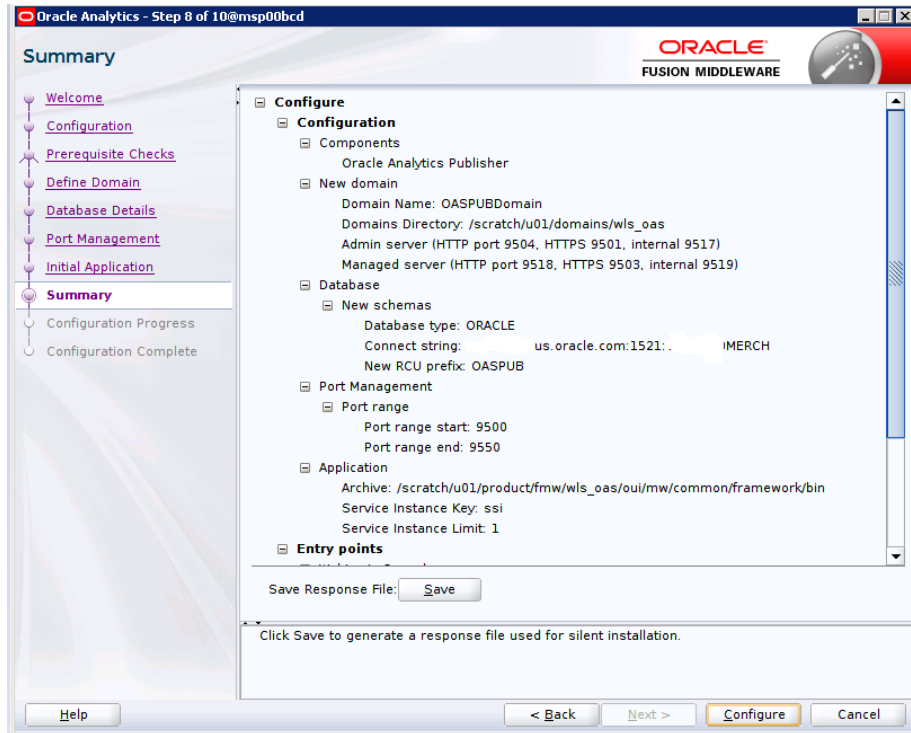 Oracle Analytics - Step 8 of 10@msp00bcd
Summary
ORACLE
FUSION MIDDLEWARE
Welcome
Configuration
Prerequisite Checks
Define Domain
Database Details
Port Management
Initial Application
Summary
Configuration Progress
Configuration Complete
Configure
Configuration
Components
Oracle Analytics Publisher
New domain
Domain Name: OASPUBDomain
Domains Directory: /scratch/u01/domains/wls_oas
Admin server (HTTP port 9504, HTTPS 9501, internal 9517)
Managed server (HTTP port 9518, HTTPS 9503, internal 9519)
Database
New schemas
Database type: ORACLE
Connect string: us.oracle.com:1521: MERCH
New RCU prefix: OASPUB
Port Management
Port range
Port range start: 9500
Port range end: 9550
Application
Archive: /scratch/u01/product/fmw/wls_oas/oui/mw/common/framework/bin
Service Instance Key: ssi
Service Instance Limit: 1
Entry points
Save Response File: Save
Click Save to generate a response file used for silent installation.
Help < Back Next > Configure Cancel